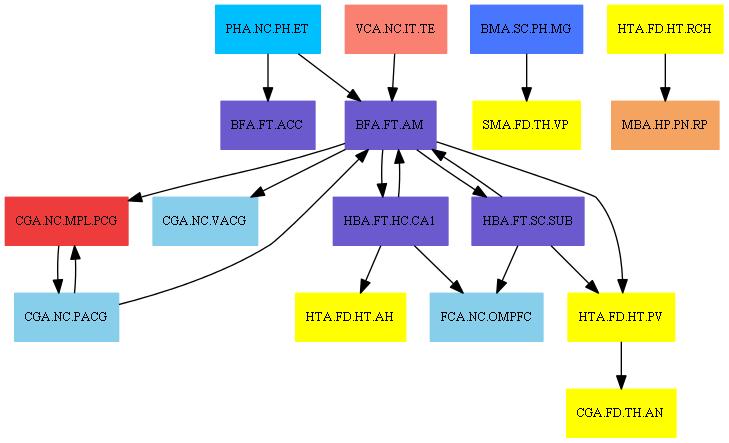 PHA.NC.PH.ET
VCA.NC.IT.TE
BMA.SC.PH.MG
HTA.FD.HT.RCH
BFA.FT.ACC
BFA.FT.AM
SMA.FD.TH.VP
MBA.HP.PN.RP
CGA.NC.MPL.PCG
CGA.NC.VACG
HBA.FT.HC.CA1
HBA.FT.SC.SUB
CGA.NC.PACG
HTA.FD.HT.AH
FCA.NC.OMPFC
HTA.FD.HT.PV
CGA.FD.TH.AN